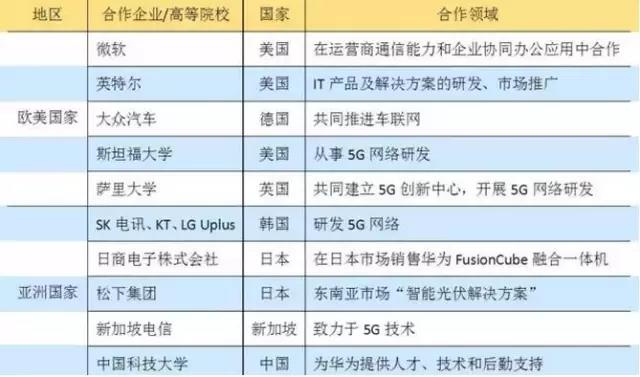 地区 合作企业/高等院校 国家 合作领域
微软 美国 在运营商通信能力和企业协同办公应用中合作
英特尔 美国 IT 产品及解决方案的研发、市场推广
欧美国家 大众汽车 德国 共同推进车联网
斯坦福大学 美国 从事 5G 网络研发
萨里大学 英国 共同建立 5G 创新中心，开展 5G 网络研发
SK 电讯、KT、LG Uplus 韩国 研发 5G 网络
日商电子株式会社 日本 在日本市场销售华为 FusionCube 融合一体机
亚洲国家 松下集团 日本 东南亚市场“智能光伏解决方案”
新加坡电信 新加坡 致力于 5G 技术
中国科技大学 中国 为华为提供人才、技术和后勤支持